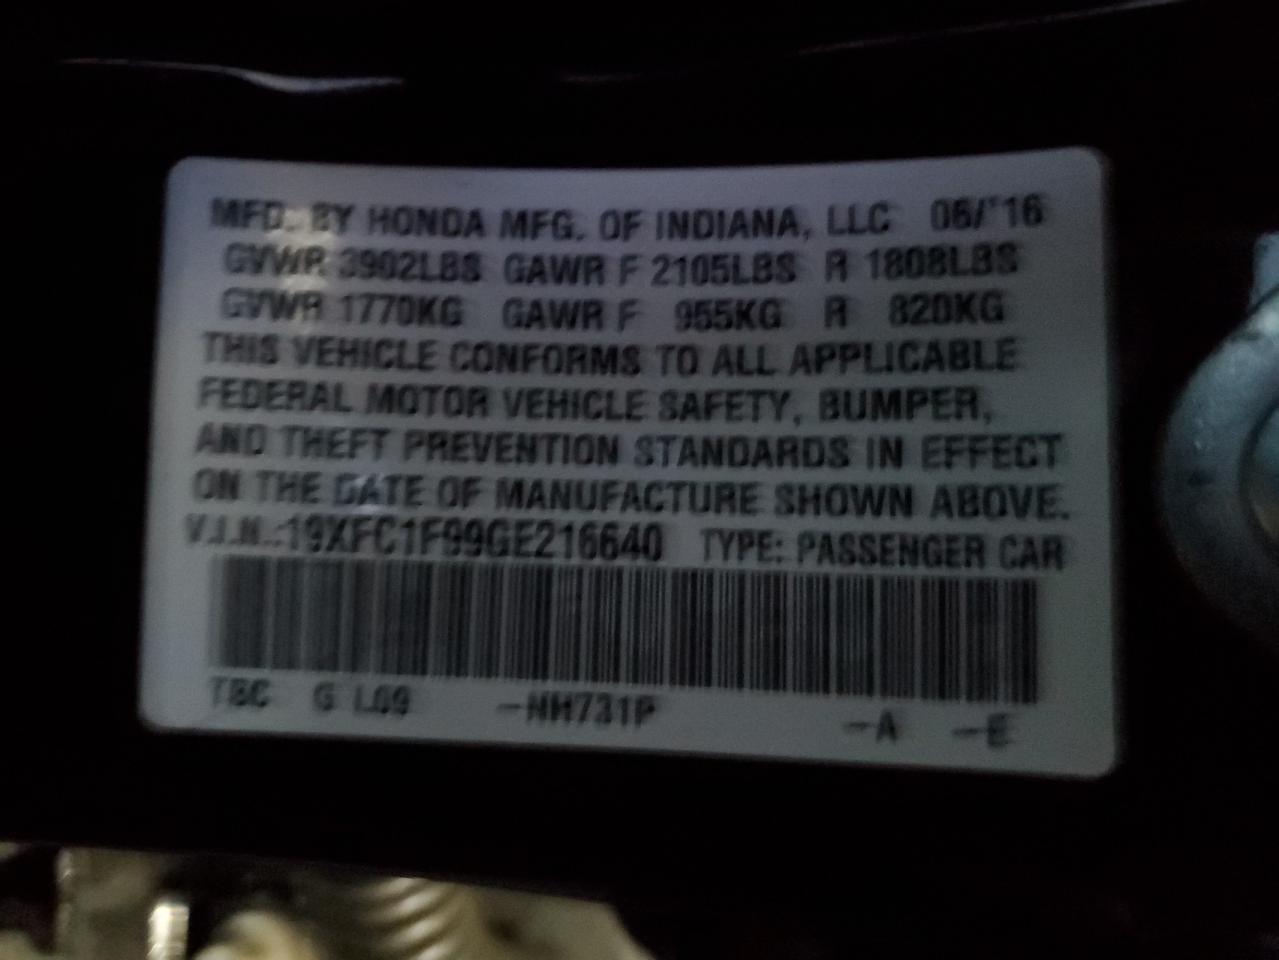 MFD. BY HONDA MFG. OF INDIANA, LLC 06/'16
GVWR 3902LBS GAWR F 2105LBS R 1808LBS
GVWR 1770KG GAWR F 955KG R 820KG
THIS VEHICLE CONFORMS TO ALL APPLICABLE
FEDERAL MOTOR VEHICLE SAFETY, BUMPER,
AND THEFT PREVENTION STANDARDS IN EFFECT
ON THE DATE OF MANUFACTURE SHOWN ABOVE.
V.I.N.:19XFC1F99GE216640 TYPE: PASSENGER CAR
TBC G L09 -NH731P -A -E